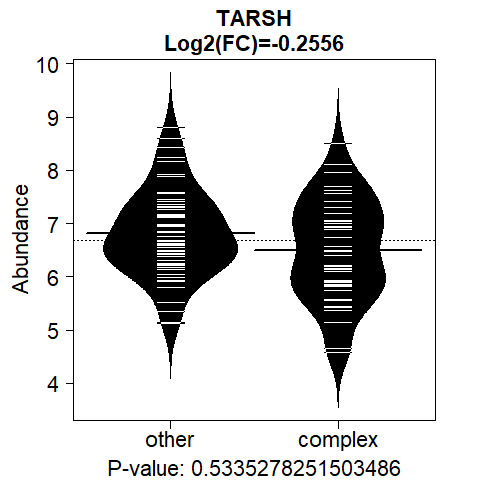 TARSH
Log2(FC)=-0.2556
Abundance
10
9
8
7
6
5
4
other
complex
P-value: 0.5335278251503486